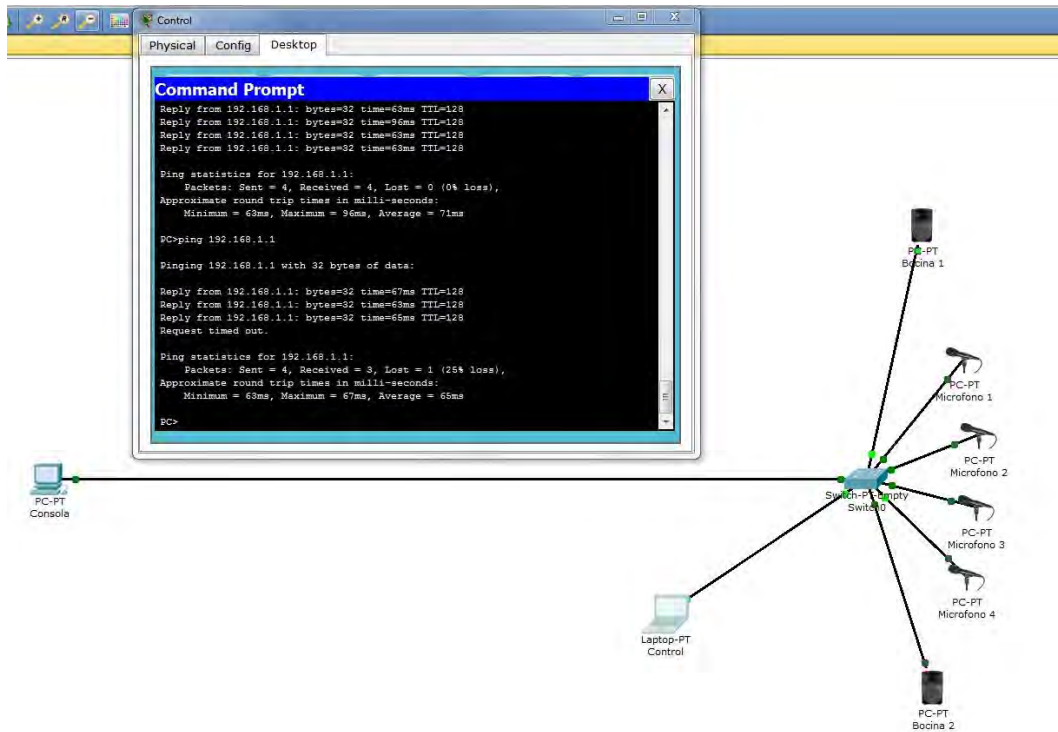 Control
Physical Config Desktop
Command Prompt X
Reply from 192.168.1.1: bytes=32 time=63ms TTL=128
Reply from 192.168.1.1: bytes=32 time=96ms TTL=128
Reply from 192.168.1.1: bytes=32 time=63ms TTL=128
Reply from 192.168.1.1: bytes=32 time=63ms TTL=128
Ping statistics for 192.168.1.1:
Packets: Sent = 4, Received = 4, Lost = 0 (0% loss),
Approximate round trip times in milli-seconds:
Minimum = 63ms, Maximum = 96ms, Average = 71ms
PC>ping 192.168.1.1
Pinging 192.168.1.1 with 32 bytes of data:
Reply from 192.168.1.1: bytes=32 time=67ms TTL=128
Reply from 192.168.1.1: bytes=32 time=63ms TTL=128
Reply from 192.168.1.1: bytes=32 time=65ms TTL=128
Request timed out.
Ping statistics for 192.168.1.1:
Packets: Sent = 4, Received = 3, Lost = 1 (25% loss),
Approximate round trip times in milli-seconds:
Minimum = 63ms, Maximum = 67ms, Average = 65ms
PC>
PC-PT
Bocina 1
PC-PT
Microfono 1
PC-PT
Microfono 2
PC-PT
Consola
Switch-PT-Empty
Switch0
PC-PT
Microfono 3
PC-PT
Microfono 4
Laptop-PT
Control
PC-PT
Bocina 2